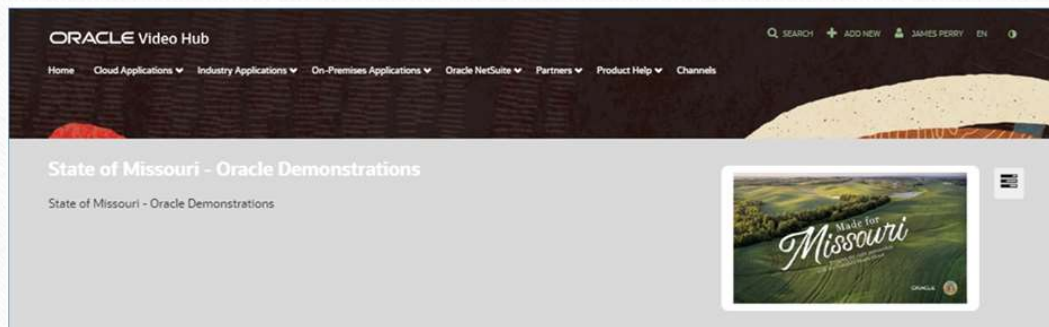 ORACLE Video Hub
SEARCH ADD NEW JAMES PERRY EN
Home Cloud Applications Industry Applications On-Premises Applications Oracle NetSuite Partners Product Help Channels
State of Missouri - Oracle Demonstrations
State of Missouri - Oracle Demonstrations
Made for
Missouri
ORACLE